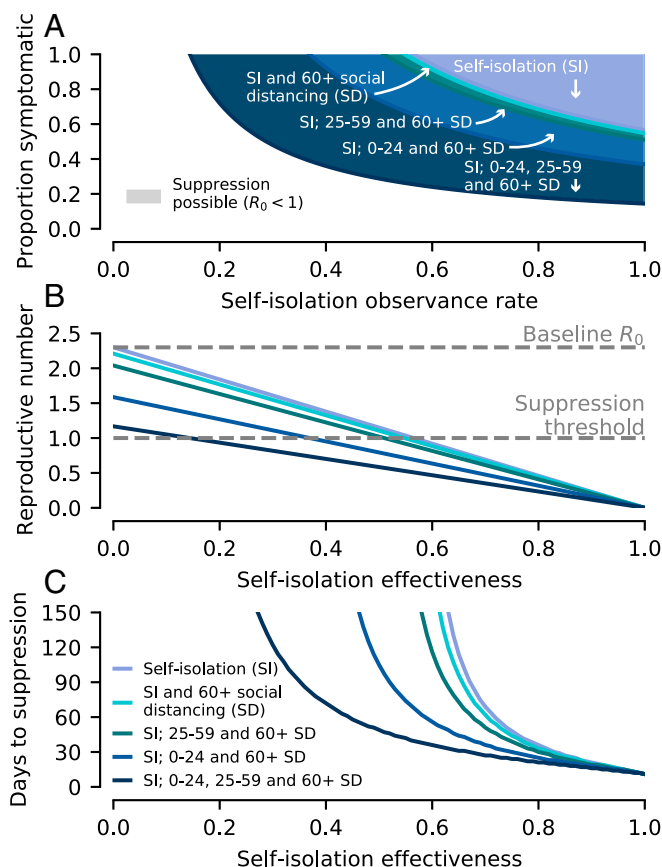 A
Proportion symptomatic
1.0
0.8
0.6
0.4
0.2
0.0
Self-isolation (SI)
SI and 60+ social
distancing (SD)
SI; 25-59 and 60+ SD
SI; 0-24 and 60+ SD
SI; 0-24, 25-59
and 60+ SD
Suppression
possible (R0 < 1)
0.0 0.2 0.4 0.6 0.8 1.0
Self-isolation observance rate
B
Reproductive number
2.5
2.0
1.5
1.0
0.5
0.0
Baseline R0
Suppression
threshold
0.0 0.2 0.4 0.6 0.8 1.0
Self-isolation effectiveness
C
Days to suppression
150
120
90
60
30
0
Self-isolation (SI)
SI and 60+ social
distancing (SD)
SI; 25-59 and 60+ SD
SI; 0-24 and 60+ SD
SI; 0-24, 25-59 and 60+ SD
0.0 0.2 0.4 0.6 0.8 1.0
Self-isolation effectiveness